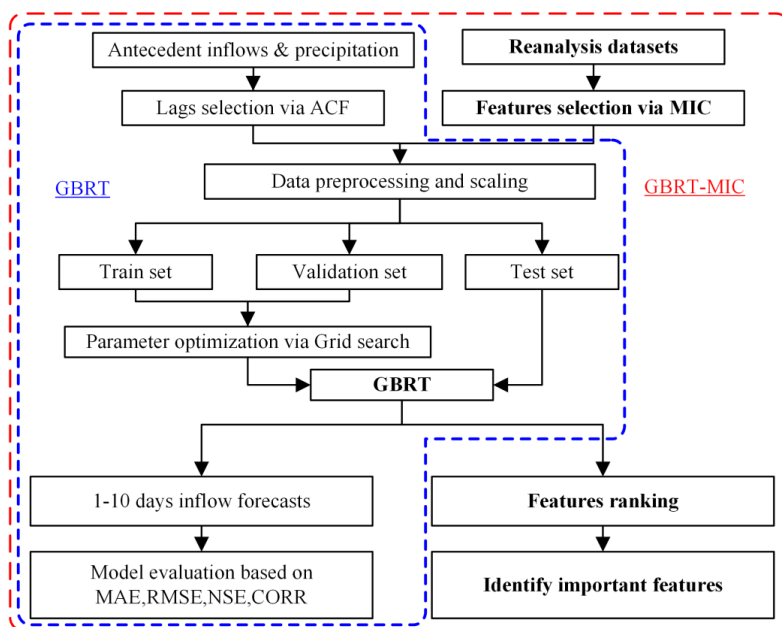 Antecedent inflows & precipitation
Reanalysis datasets
Lags selection via ACF
Features selection via MIC
Data preprocessing and scaling
GBRT
GBRT-MIC
Train set
Validation set
Test set
Parameter optimization via Grid search
GBRT
1-10 days inflow forecasts
Features ranking
Model evaluation based on
MAE,RMSE,NSE,CORR
Identify important features